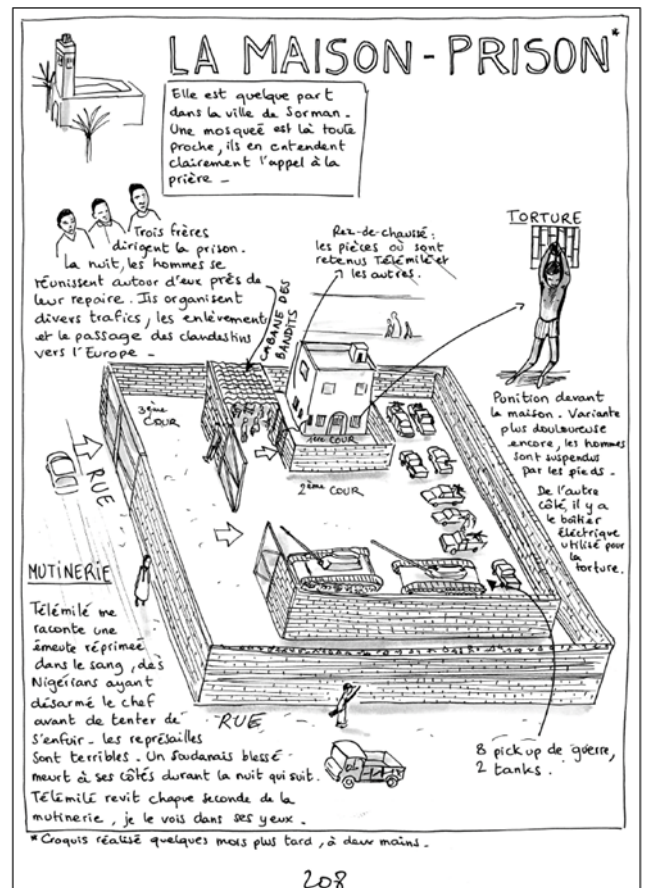 LA MAISON-PRISON*
Elle est quelque part
dans la ville de Sorman.
Une mosqueé est là toute
proche, ils en entendent
clairement l'appel à la
prière -
Trois frères
dirigent la prison.
La nuit, les hommes se
réunissent autour d'eux près de
leur repaire. Ils organisent
divers trafics, les enlèvements
et le passage des clandestins
vers l'Europe -
CABANE DES
BANDITS
Rez-de-chaussé :
les pièces où sont
retenus Télémilé et
les autres.
TORTURE
Punition devant
la maison. Variante
plus douloureuse
encore, les hommes
sont suspendus
par les pieds.
De l'autre
côté, il y a
le boîtier
électrique
utilisé pour
la
torture.
3ème
COUR
1ère COUR
2ème COUR
RUE
MUTINERIE
Télémilé me
raconte une
émeute réprimée
dans le sang, des
Nigérians ayant
désarmé le chef
avant de tenter de
s'enfuir - les représailles
sont terribles. Un Soudanais blessé
meurt à ses côtés durant la nuit qui suit.
Télémilé revit chaque seconde de la
mutinerie, je le vois dans ses yeux.
RUE
8 pick up de guerre,
2 tanks.
* Croquis réalisé quelques mois plus tard, à deux mains.
208